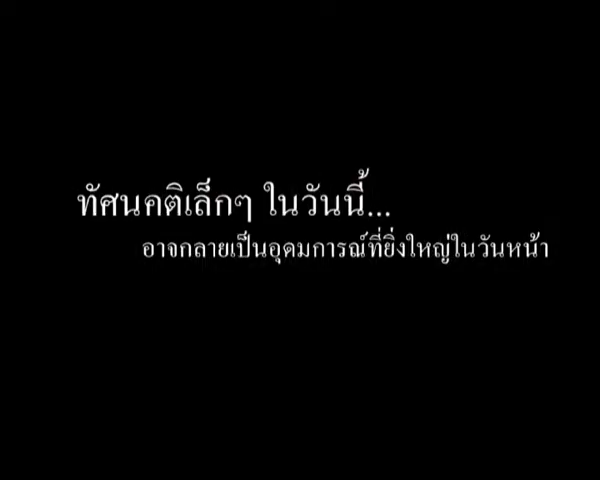 ทัศนคติเล็กๆ ในวันนี้...
อาจกลายเป็นอุดมการณ์ที่ยิ่งใหญ่ในวันหน้า